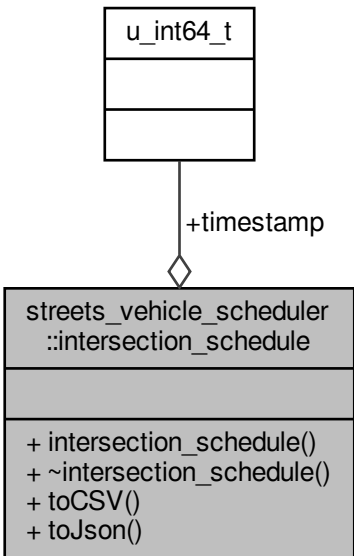 u_int64_t
+timestamp
streets_vehicle_scheduler
::intersection_schedule
+ intersection_schedule()
+ ~intersection_schedule()
+ toCSV()
+ toJson()